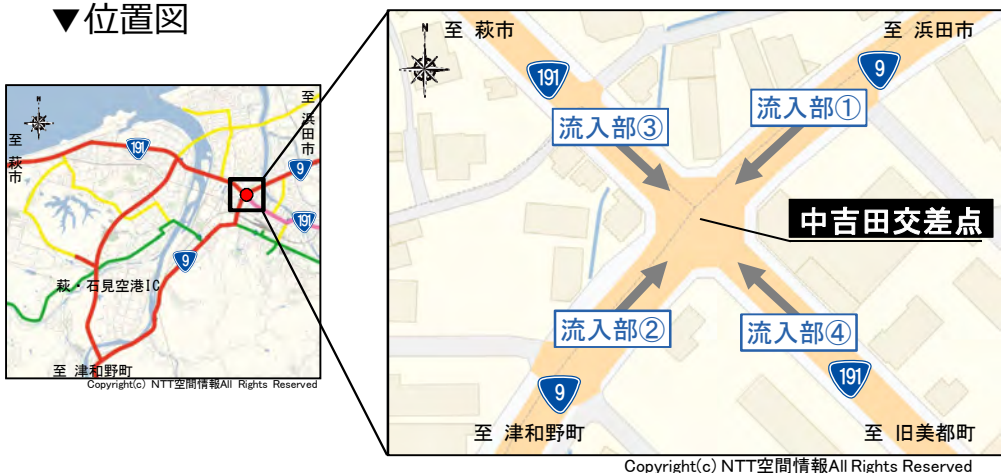 ▼位置図
N
至 浜田市
至 萩市
191
9
191
9
萩・石見空港IC
至 津和野町
Copyright(c) NTT空間情報All Rights Reserved
至 萩市
至 浜田市
N
191
9
流入部③
流入部①
中吉田交差点
流入部②
流入部④
9
191
至 津和野町
至 旧美都町
Copyright(c) NTT空間情報All Rights Reserved